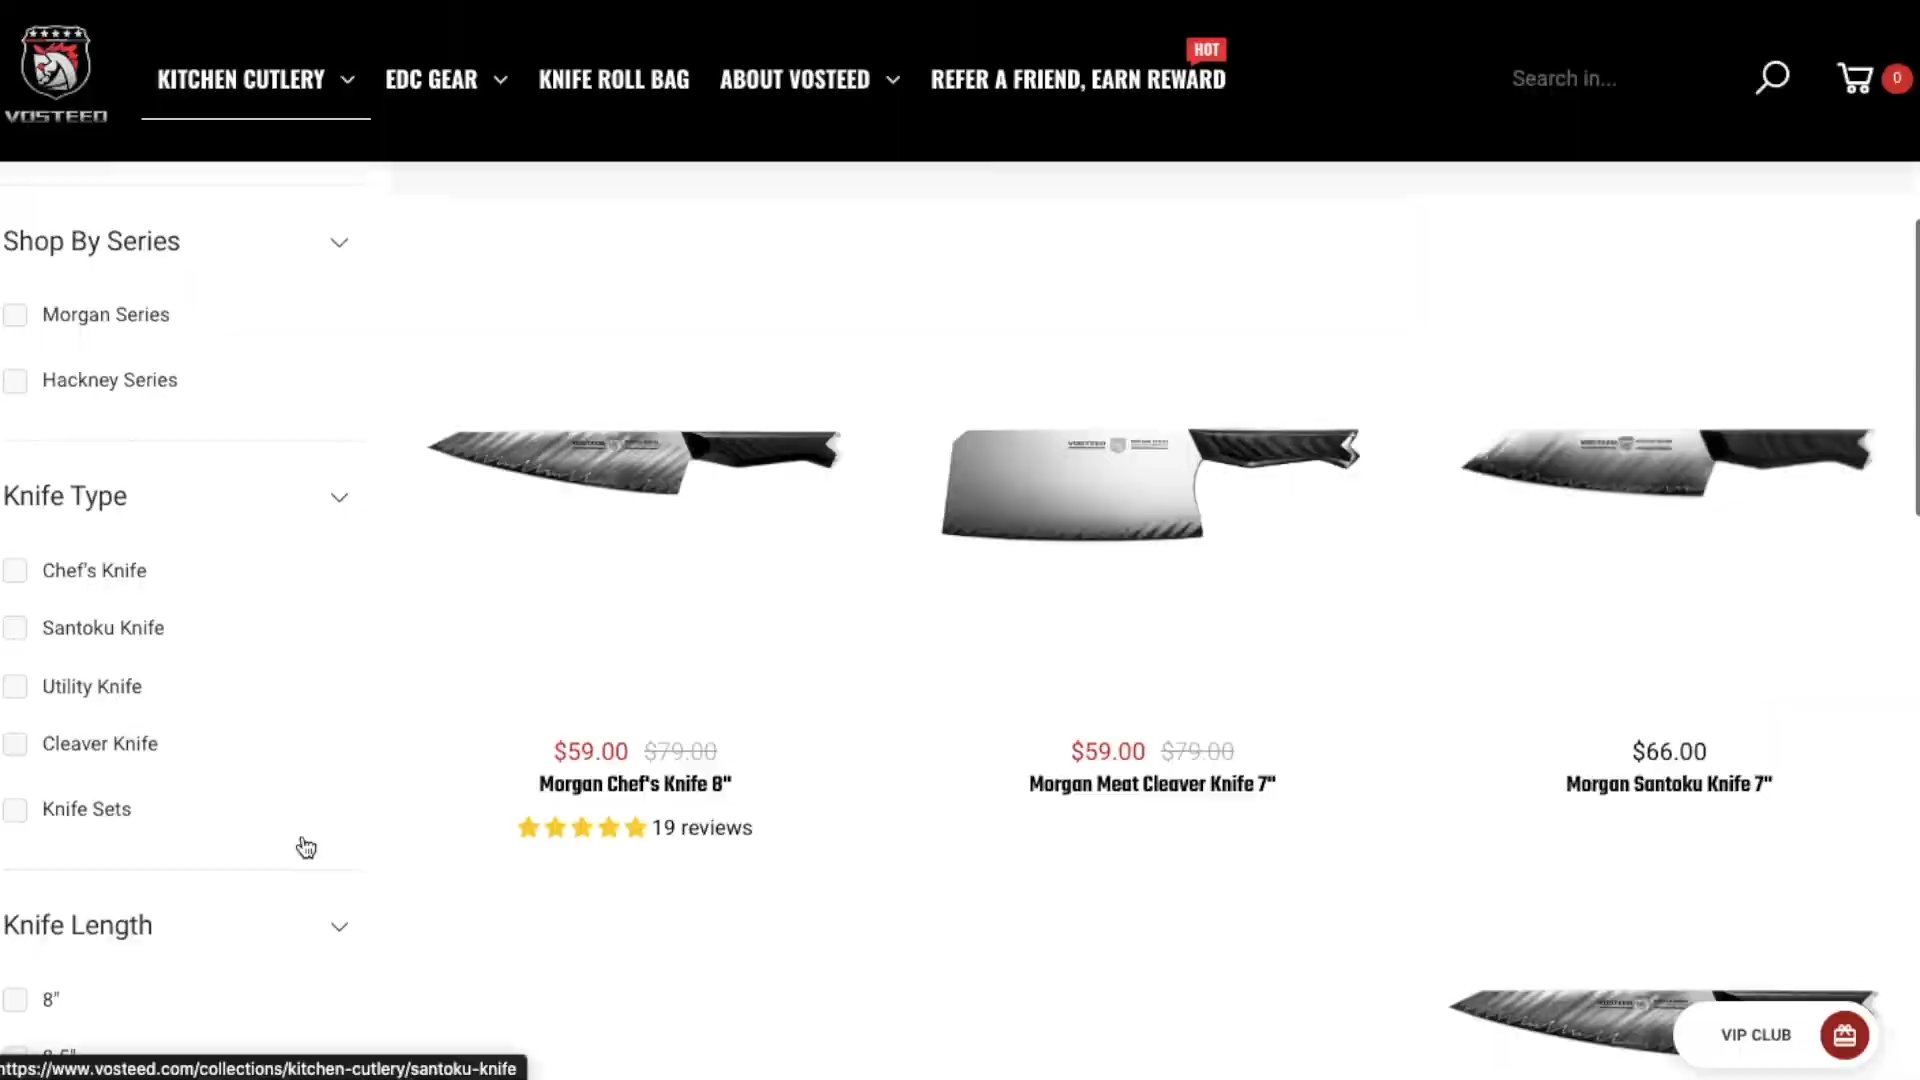 VOSTEED
KITCHEN CUTLERY
EDC GEAR
KNIFE ROLL BAG
ABOUT VOSTEED
REFER A FRIEND, EARN REWARD
HOT
Search in...
0
Shop By Series
Morgan Series
Hackney Series
Knife Type
Chef's Knife
Santoku Knife
Utility Knife
Cleaver Knife
Knife Sets
Knife Length
8"
$59.00 $79.00
Morgan Chef's Knife 8"
19 reviews
$59.00 $79.00
Morgan Meat Cleaver Knife 7"
$66.00
Morgan Santoku Knife 7"
VIP CLUB
https://www.vosteed.com/collections/kitchen-cutlery/santoku-knife